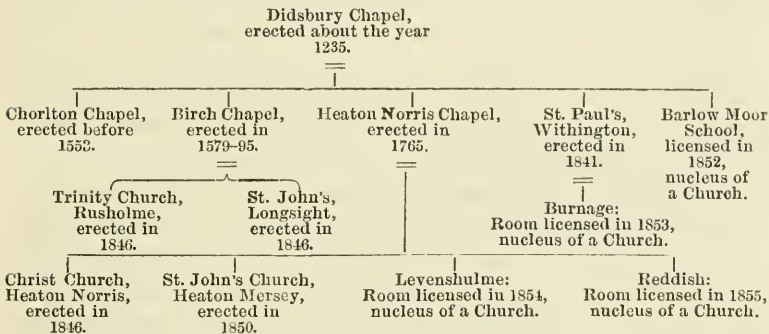 Didsbury Chapel,
erected about the year
1235.
Chorlton Chapel,
erected before
1553.
Birch Chapel,
erected in
1579-95.
Heaton Norris Chapel,
erected in
1765.
St. Paul's,
Withington,
erected in
1841.
Barlow Moor
School,
licensed in
1852,
nucleus of
a Church.
Trinity Church,
Rusholme,
erected in
1846.
St. John's,
Longsight,
erected in
1846.
Burnage:
Room licensed in 1853,
nucleus of a Church.
Christ Church,
Heaton Norris,
erected in
1846.
St. John's Church,
Heaton Mersey,
erected in
1850.
Levenshulme:
Room licensed in 1854,
nucleus of a Church.
Reddish:
Room licensed in 1855,
nucleus of a Church.